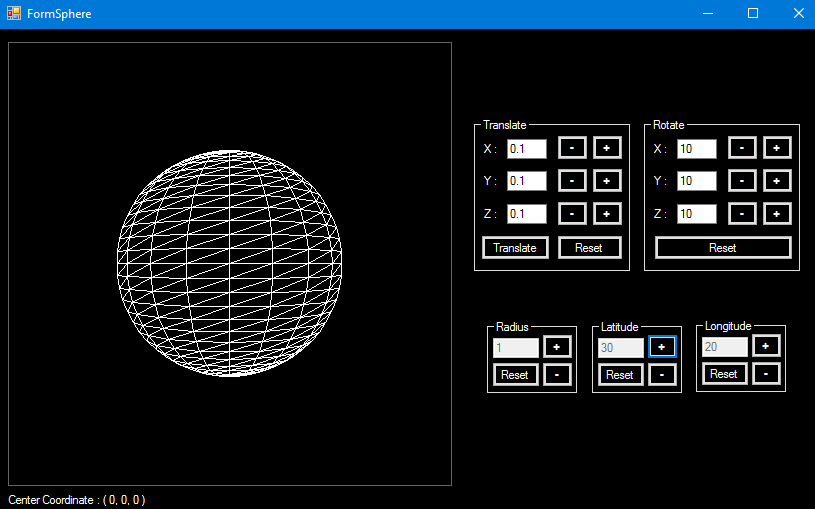 FormSphere
Translate
X : 0.1 - +
Y : 0.1 - +
Z : 0.1 - +
Translate Reset
Rotate
X : 10 - +
Y : 10 - +
Z : 10 - +
Reset
Radius
1 +
Reset -
Latitude
30 +
Reset -
Longitude
20 +
Reset -
Center Coordinate : ( 0, 0, 0 )